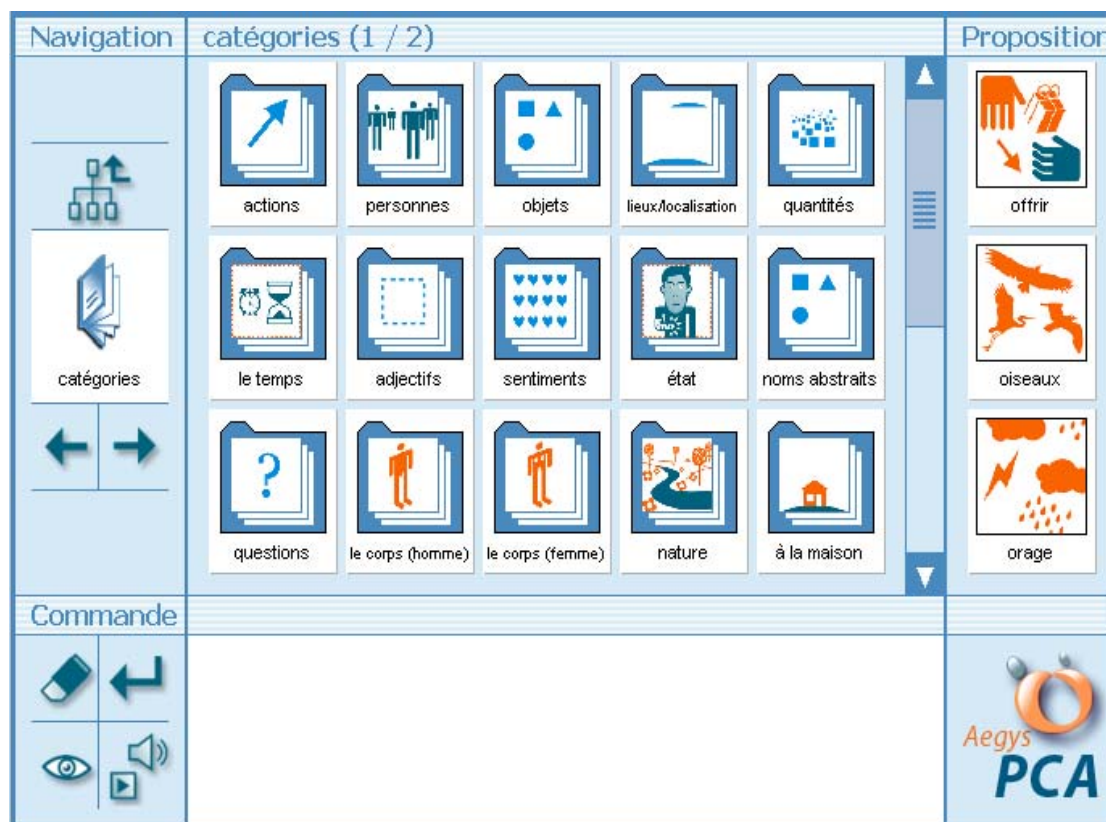 Navigation
catégories (1 / 2)
Proposition
actions
personnes
objets
lieux/localisation
quantités
offrir
catégories
le temps
adjectifs
sentiments
état
noms abstraits
oiseaux
?
questions
le corps (homme)
le corps (femme)
nature
à la maison
orage
Commande
Aegys
PCA